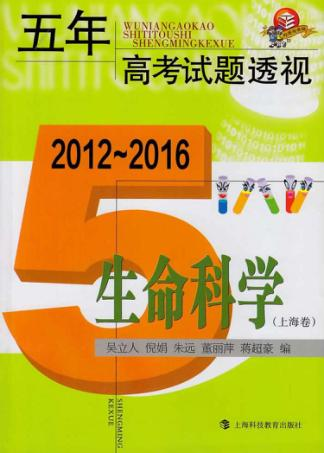 五年
WUNIANGAOKAO
SHITITOUSHI
SHENGMINGKEXUE
高考试题透视
2012~2016
5
生命科学
(上海卷)
吴立人 倪娟 朱远 董丽萍 蒋超豪 编
SHENGMING
KEXUE
上海科技教育出版社